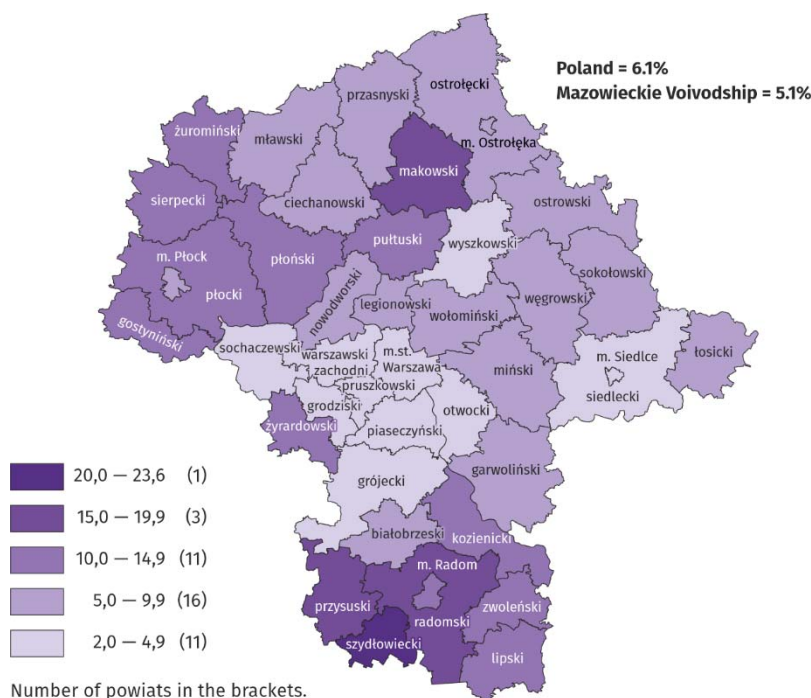 Poland = 6.1%
Mazowieckie Voivodship = 5.1%
ostrołęcki
przasnyski
żuromiński
mławski
m. Ostrołęka
makowski
sierpecki
ciechanowski
ostrowski
pułtuski
wyszkowski
m. Płock
płoński
sokołowski
płocki
nowodworski
legionowski
węgrowski
wołomiński
gostyniński
sochaczewski
warszawski
zachodni
m.st.
Warszawa
m. Siedlce
łosicki
miński
pruszkowski
siedlecki
grodziski
otwocki
żyrardowski
piaseczyński
garwoliński
grójecki
białobrzeski
kozienicki
m. Radom
przysuski
zwoleński
radomski
szydłowiecki
lipski
20,0 — 23,6 (1)
15,0 — 19,9 (3)
10,0 — 14,9 (11)
5,0 — 9,9 (16)
2,0 — 4,9 (11)
Number of powiats in the brackets.